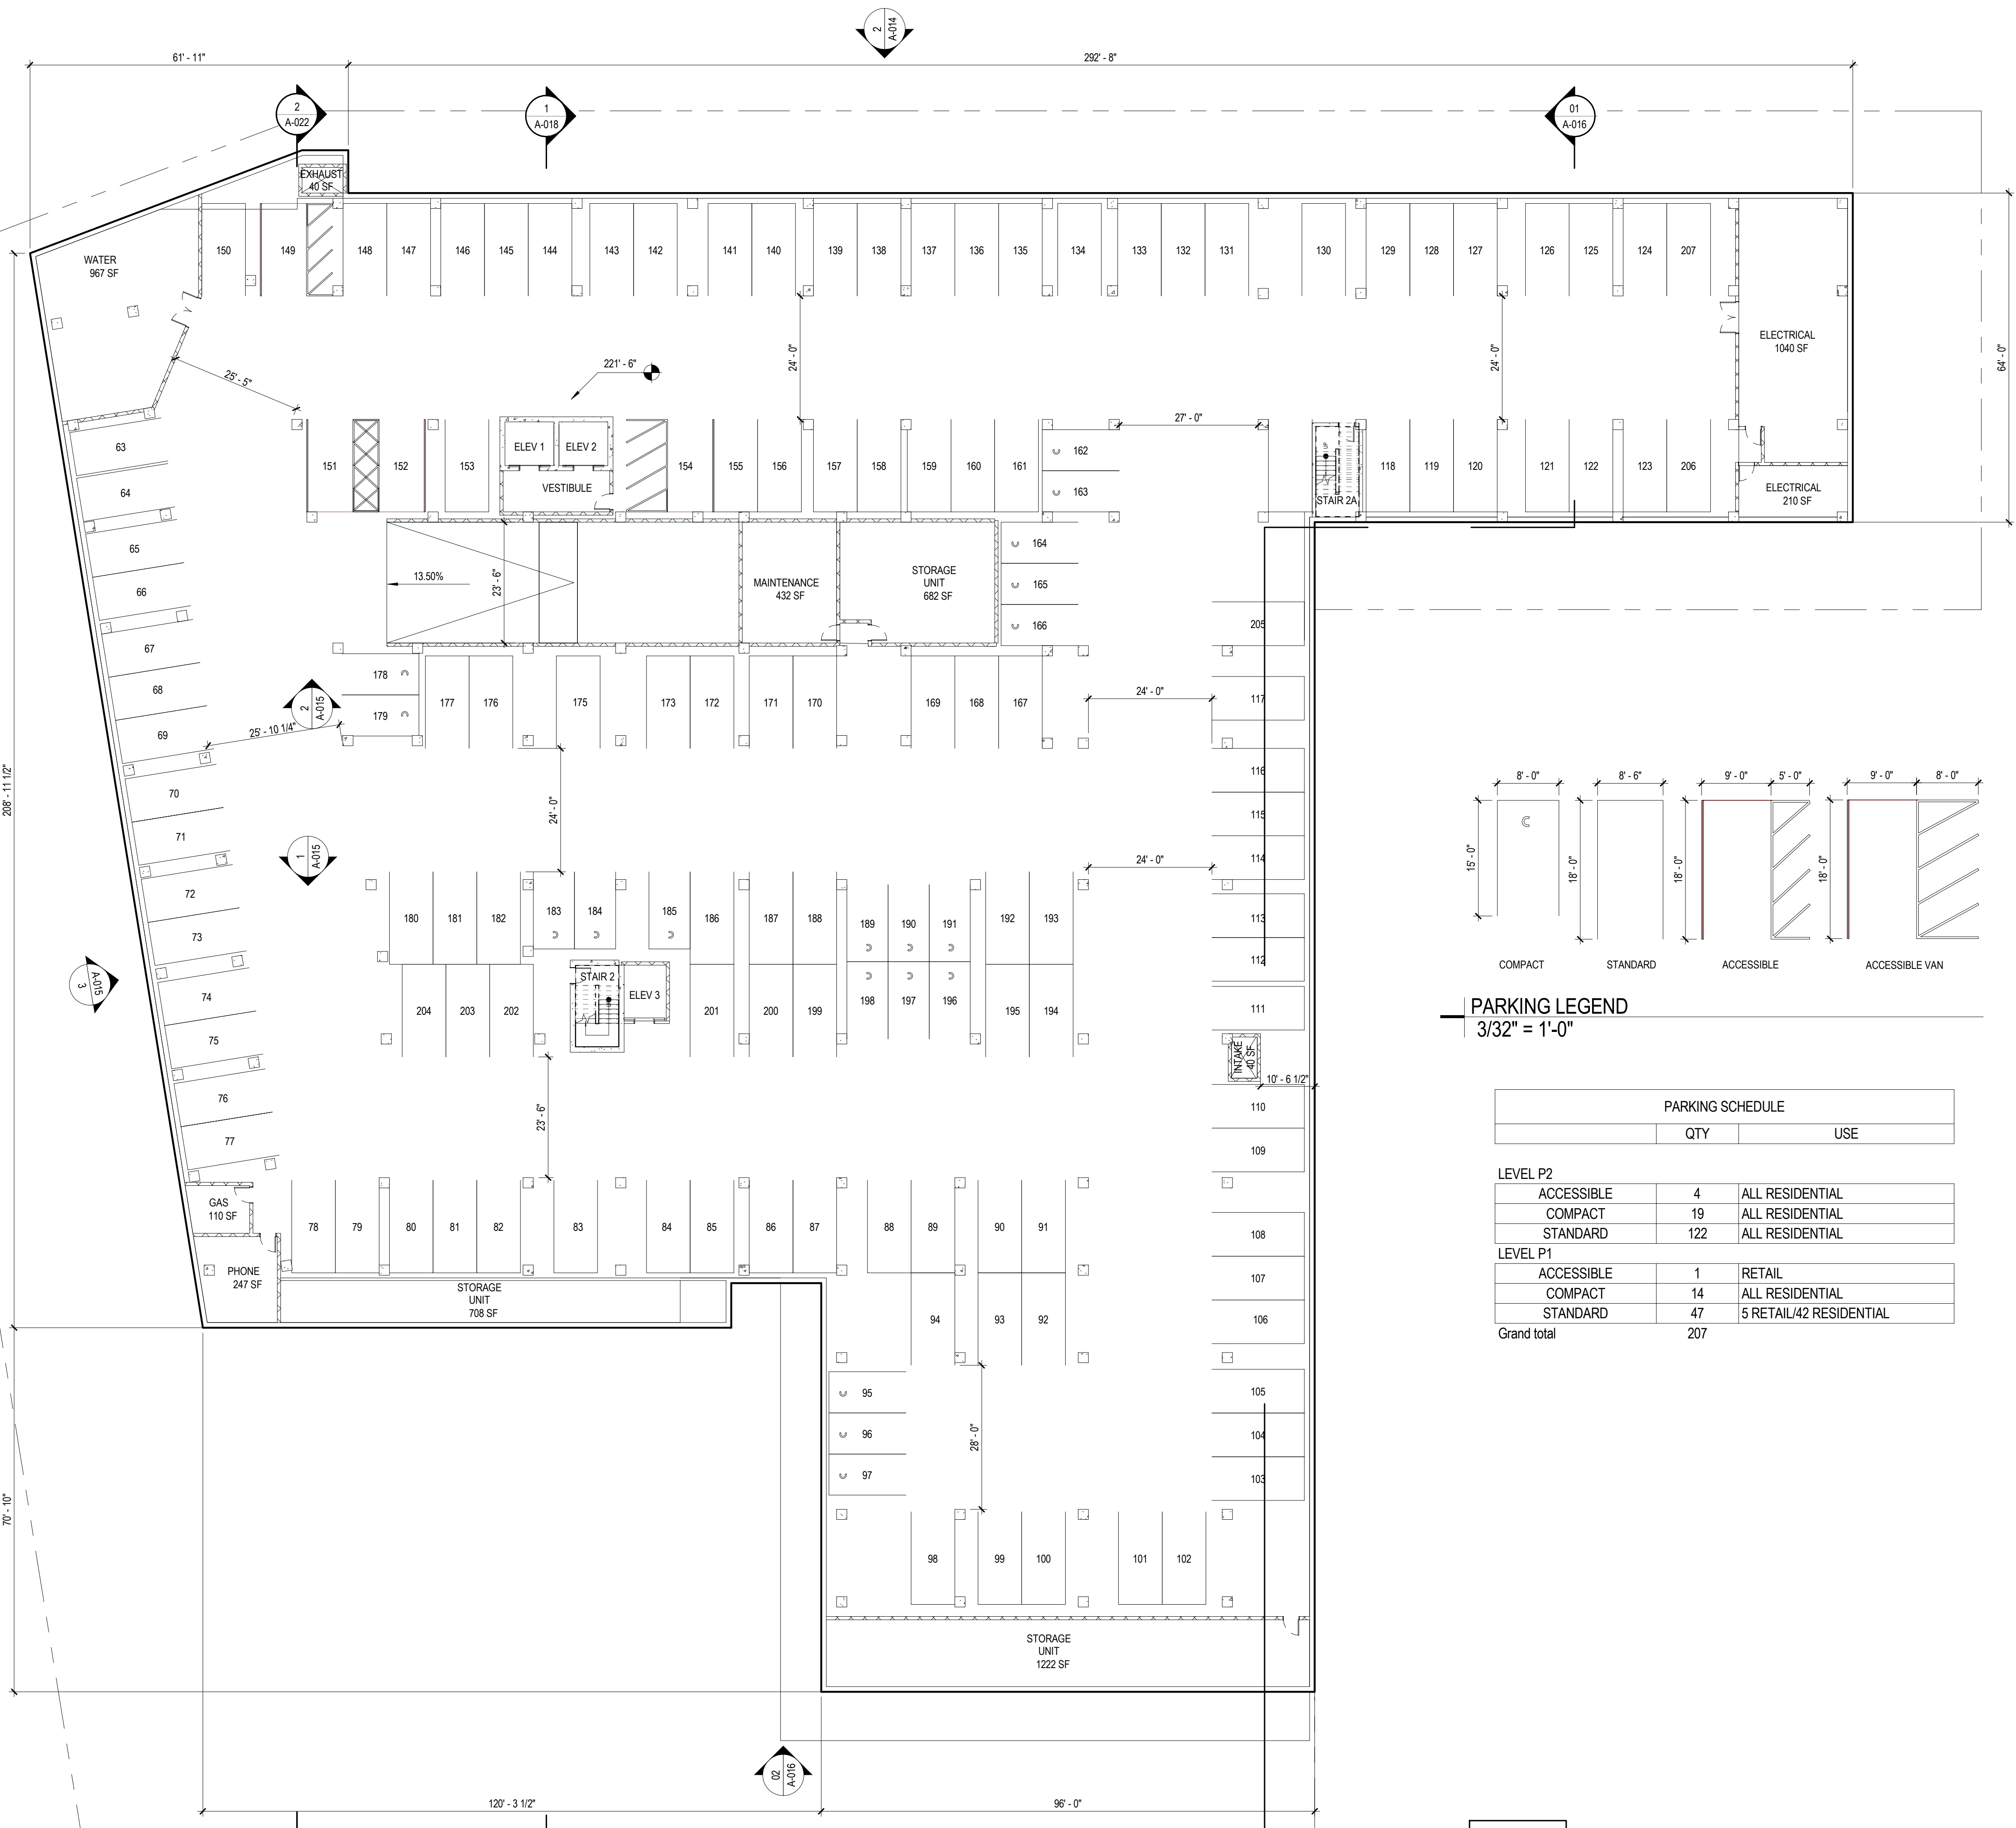 2
A-014
61' - 11"
292' - 8"
2
A-022
1
A-018
01
A-016
EXHAUST
40 SF
WATER
967 SF
150
149
148
147
146
145
144
143
142
141
140
139
138
137
136
135
134
133
132
131
130
129
128
127
126
125
124
207
ELECTRICAL
1040 SF
64' - 0"
25' - 5"
221' - 6"
24' - 0"
24' - 0"
27' - 0"
63
64
65
66
67
68
69
70
71
72
73
74
75
76
77
151
152
153
ELEV 1
ELEV 2
VESTIBULE
154
155
156
157
158
159
160
161
162
163
UP
STAIR 2A
118
119
120
121
122
123
206
ELECTRICAL
210 SF
13.50%
23' - 6"
MAINTENANCE
432 SF
STORAGE
UNIT
682 SF
164
165
166
205
178
179
177
176
175
173
172
171
170
169
168
167
117
2
A-015
25' - 10 1/4"
24' - 0"
208' - 11 1/2"
24' - 0"
116
115
114
1
A-015
24' - 0"
180
181
182
183
184
185
186
187
188
189
190
191
192
193
113
112
3
A-015
204
203
202
STAIR 2
ELEV 3
201
200
199
198
197
196
195
194
111
INTAKE
40 SF
10' - 6 1/2"
23' - 6"
110
109
GAS
110 SF
78
79
80
81
82
83
84
85
86
87
88
89
90
91
108
107
106
PHONE
247 SF
STORAGE
UNIT
708 SF
94
93
92
95
96
97
28' - 0"
105
104
103
70' - 10"
98
99
100
101
102
STORAGE
UNIT
1222 SF
02
A-016
120' - 3 1/2"
96' - 0"
8' - 0"
8' - 6"
9' - 0"
5' - 0"
9' - 0"
8' - 0"
15' - 0"
18' - 0"
18' - 0"
18' - 0"
COMPACT
STANDARD
ACCESSIBLE
ACCESSIBLE VAN
PARKING LEGEND
3/32" = 1'-0"
PARKING SCHEDULE
QTY USE
LEVEL P2
ACCESSIBLE 4 ALL RESIDENTIAL
COMPACT 19 ALL RESIDENTIAL
STANDARD 122 ALL RESIDENTIAL
LEVEL P1
ACCESSIBLE 1 RETAIL
COMPACT 14 ALL RESIDENTIAL
STANDARD 47 5 RETAIL/42 RESIDENTIAL
Grand total 207